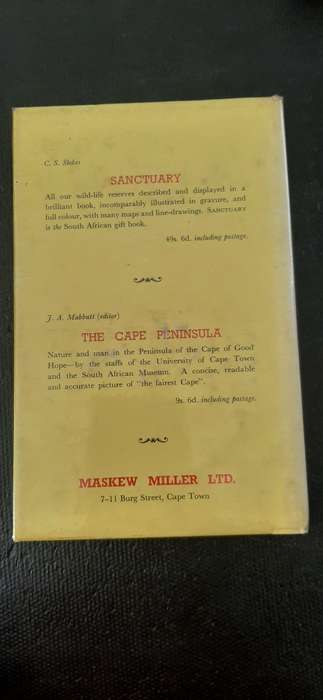 C. S. Stokes
SANCTUARY
All our wild-life reserves described and displayed in a
brilliant book, incomparably illustrated in gravure, and
full colour, with many maps and line-drawings. SANCTUARY
is the South African gift book.
49s. 6d. including postage.
J. A. Mabbutt (editor)
THE CAPE PENINSULA
Nature and man in the Peninsula of the Cape of Good
Hope—by the staffs of the University of Cape Town
and the South African Museum. A concise, readable
and accurate picture of "the fairest Cape".
9s. 6d. including postage.
MASKEW MILLER LTD.
7-11 Burg Street, Cape Town